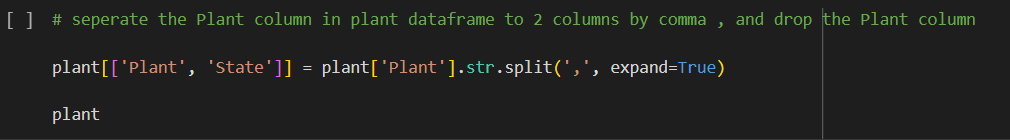 [ ] # seperate the Plant column in plant dataframe to 2 columns by comma , and drop the Plant column
plant[['Plant', 'State']] = plant['Plant'].str.split(',', expand=True)
plant